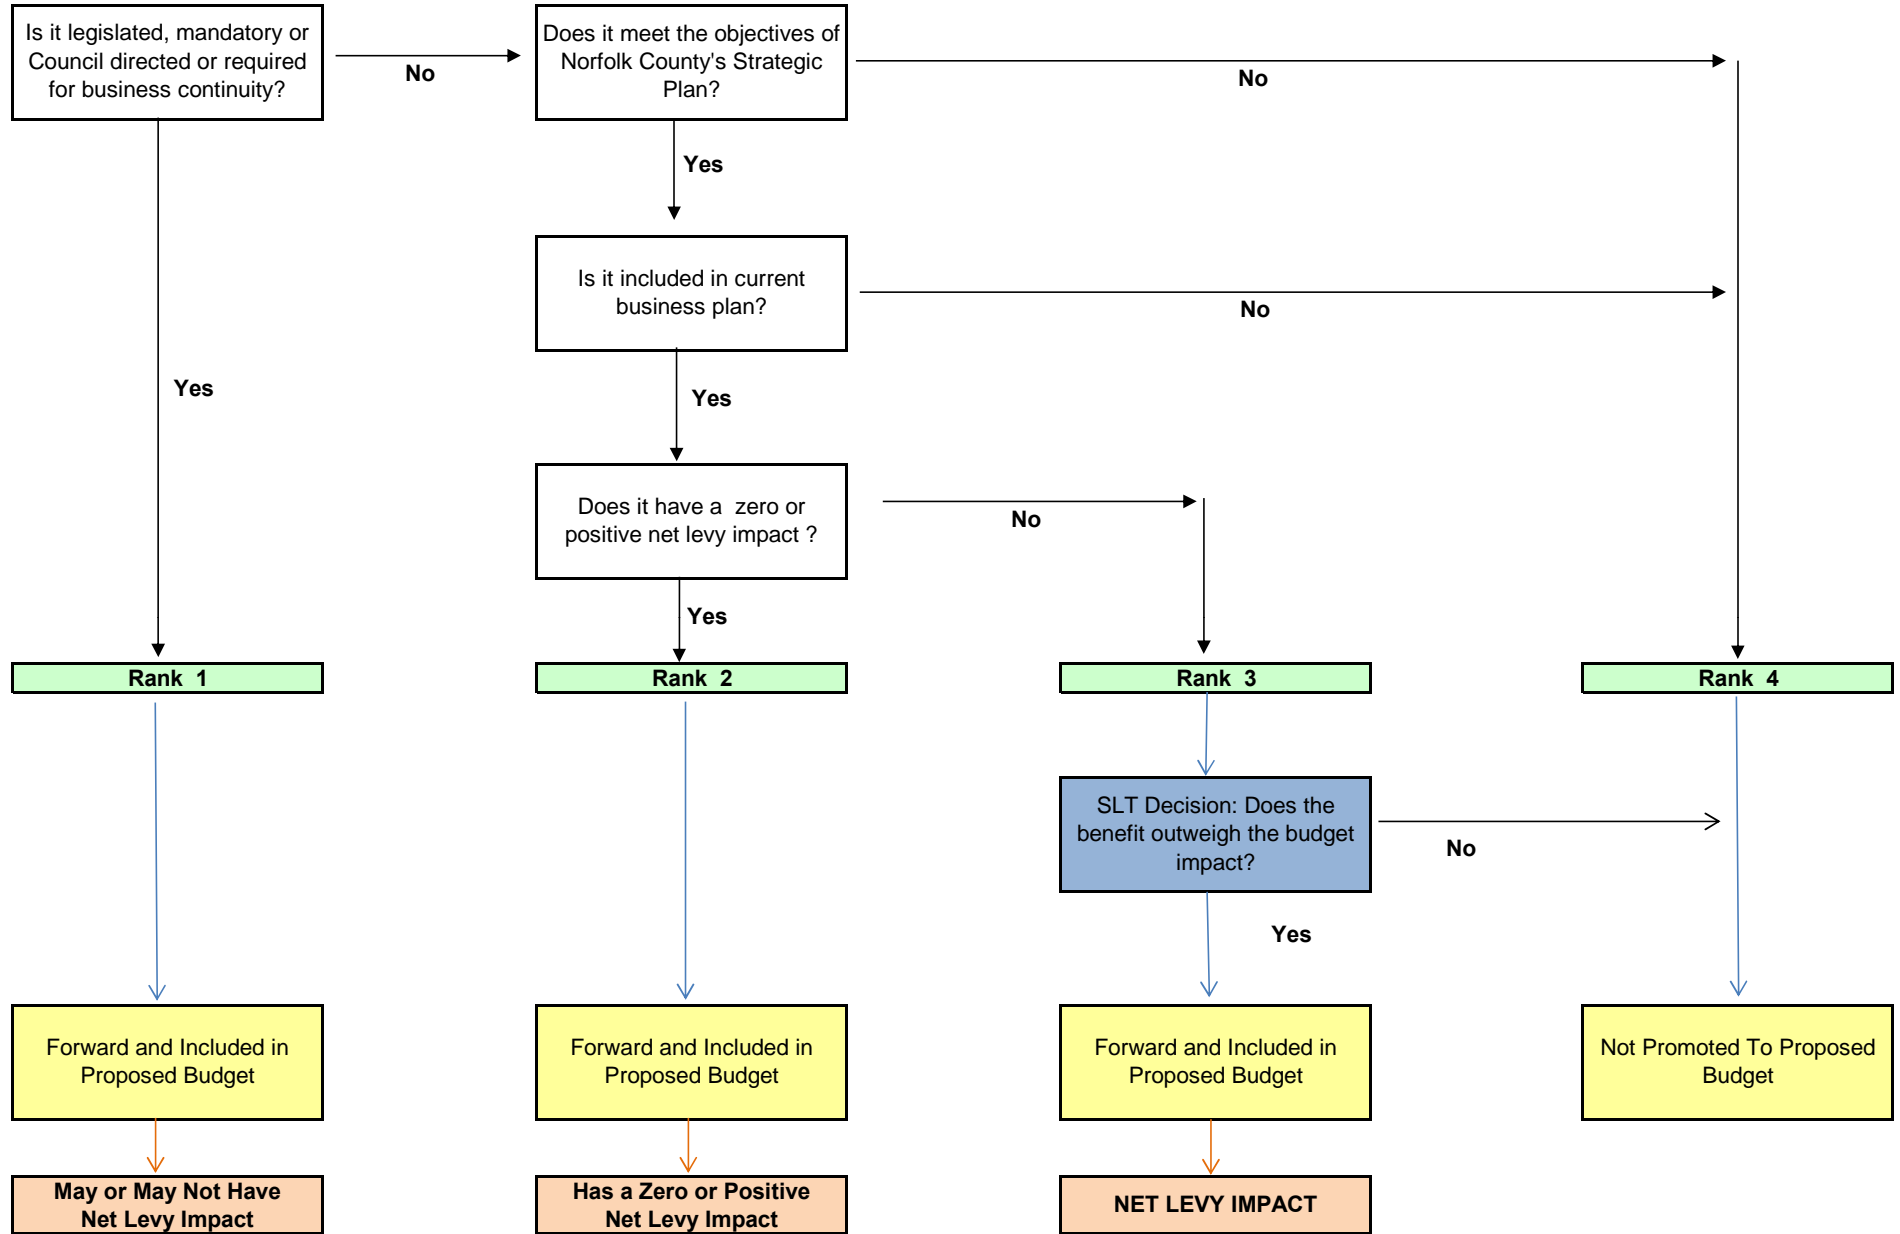 Is it legislated, mandatory or
Council directed or required
for business continuity?
No
Does it meet the objectives of
Norfolk County's Strategic
Plan?
No
Yes
Is it included in current
business plan?
No
Yes
Yes
Does it have a  zero or
positive net levy impact ?
No
Yes
Rank  1
Rank  2
Rank  3
Rank  4
SLT Decision: Does the
benefit outweigh the budget
impact?
No
Yes
Forward and Included in
Proposed Budget
Forward and Included in
Proposed Budget
Forward and Included in
Proposed Budget
Not Promoted To Proposed
Budget
May or May Not Have
Net Levy Impact
Has a Zero or Positive
Net Levy Impact
NET LEVY IMPACT